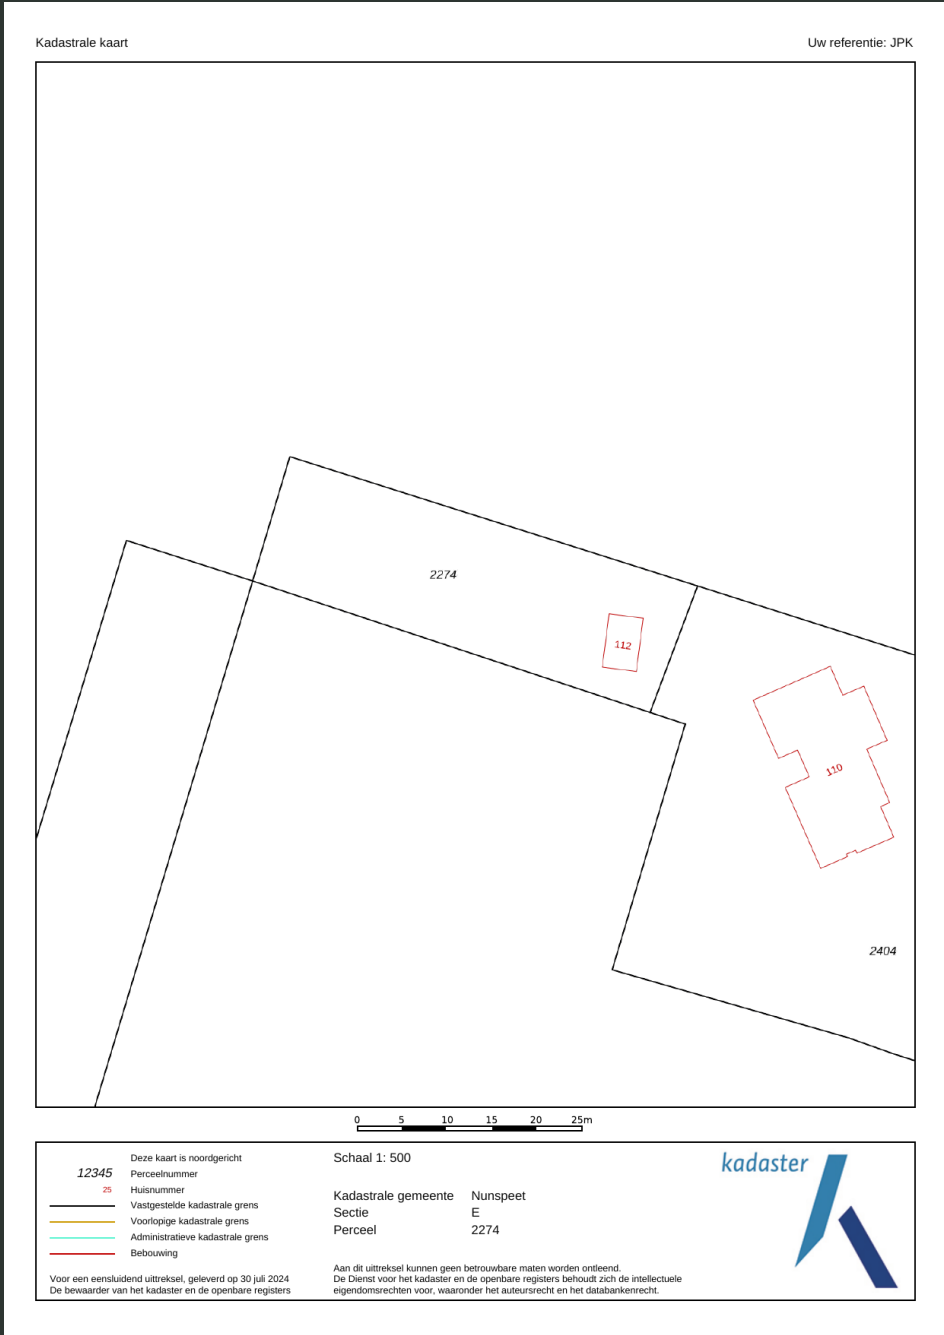 Kadastrale kaart
Uw referentie: JPK
2274
112
110
2404
0 5 10 15 20 25m
12345
25
Deze kaart is noordgericht
Perceelnummer
Huisnummer
Vastgestelde kadastrale grens
Voorlopige kadastrale grens
Administratieve kadastrale grens
Bebouwing
Voor een eensluidend uittreksel, geleverd op 30 juli 2024
De bewaarder van het kadaster en de openbare registers
Schaal 1: 500
Kadastrale gemeente Nunspeet
Sectie E
Perceel 2274
Aan dit uittreksel kunnen geen betrouwbare maten worden ontleend.
De Dienst voor het kadaster en de openbare registers behoudt zich de intellectuele
eigendomsrechten voor, waaronder het auteursrecht en het databankenrecht.
kadaster